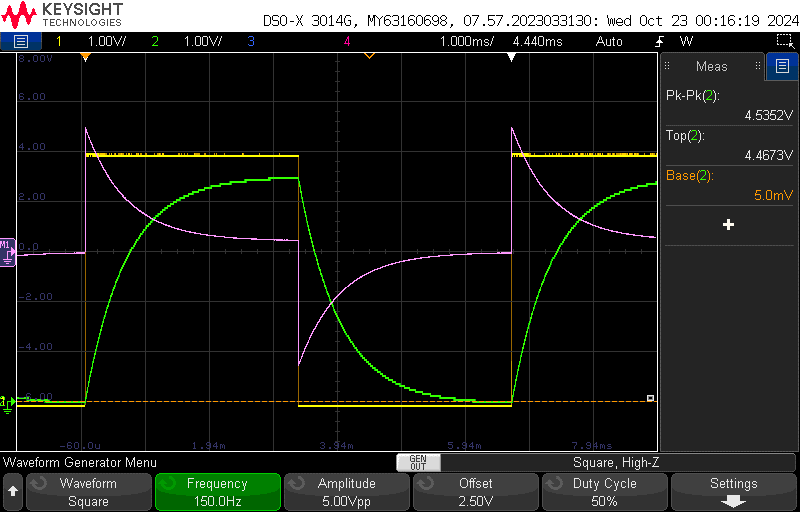 KEYSIGHT
TECHNOLOGIES
DSO-X 3014G, MY63160698, 07.57.2023033130: Wed Oct 23 00:16:19 2024
1 1.00V/ 2 1.00V/ 3 4 1.000ms/ 4.440ms Auto W
8.00V
6.00
4.00
2.00
0.0
-2.00
-4.00
-6.00
M1
-60.0u 1.94m 3.94m 5.94m 7.94m
Meas
Pk-Pk(2):
4.5352V
Top(2):
4.4673V
Base(2):
5.0mV
Waveform Generator Menu
GEN
OUT
Square, High-Z
Waveform
Square
Frequency
150.0Hz
Amplitude
5.00Vpp
Offset
2.50V
Duty Cycle
50%
Settings